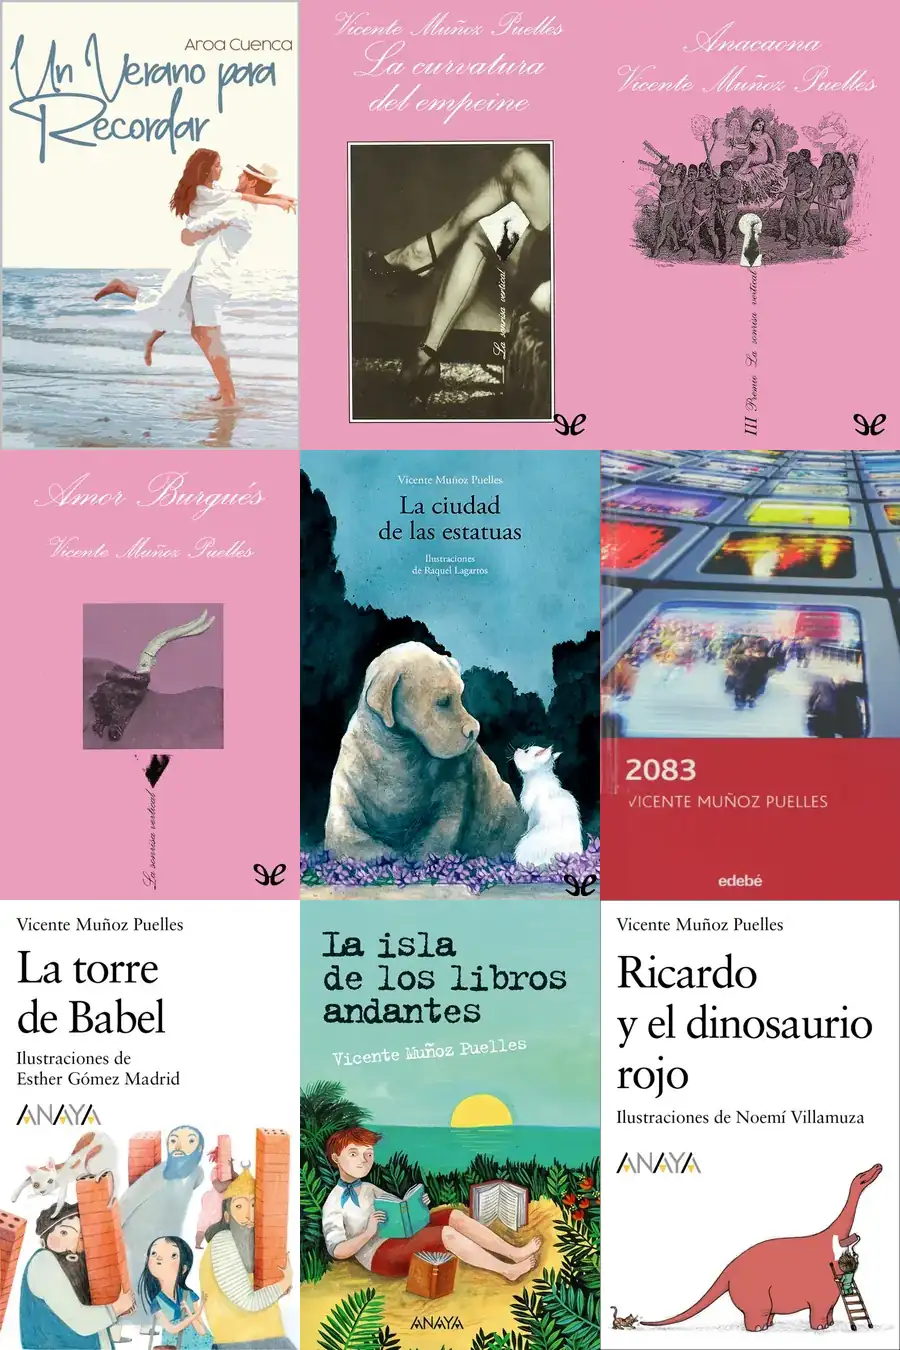 Aroa Cuenca
Un Verano para
Recordar
Vicente Muñoz Puelles
La curvatura
del empeine
La sonrisa vertical
Anacaona
Vicente Muñoz Puelles
III Premio La sonrisa vertical
Amor Burgués
Vicente Muñoz Puelles
La sonrisa vertical
Vicente Muñoz Puelles
La ciudad
de las estatuas
Ilustraciones
de Raquel Lagartos
2083
VICENTE MUÑOZ PUELLES
edebé
Vicente Muñoz Puelles
La torre
de Babel
Ilustraciones de
Esther Gómez Madrid
ANAYA
La isla
de los libros
andantes
Vicente Muñoz Puelles
ANAYA
Vicente Muñoz Puelles
Ricardo
y el dinosaurio
rojo
Ilustraciones de Noemí Villamuza
ANAYA